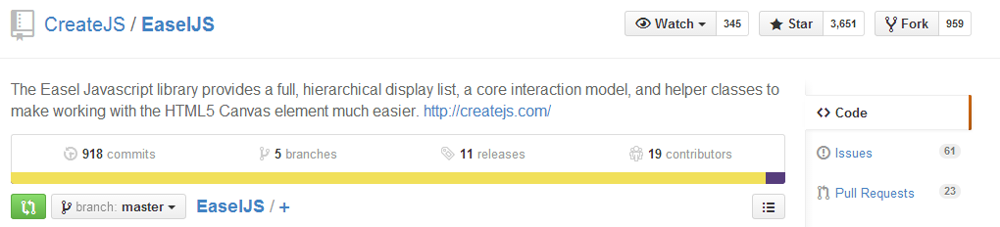 CreateJS / EaselJS
Watch 345
Star 3,651
Fork 959
The Easel Javascript library provides a full, hierarchical display list, a core interaction model, and helper classes to
make working with the HTML5 Canvas element much easier. http://createjs.com/
918 commits
5 branches
11 releases
19 contributors
branch: master
EaselJS / +
Code
Issues 61
Pull Requests 23